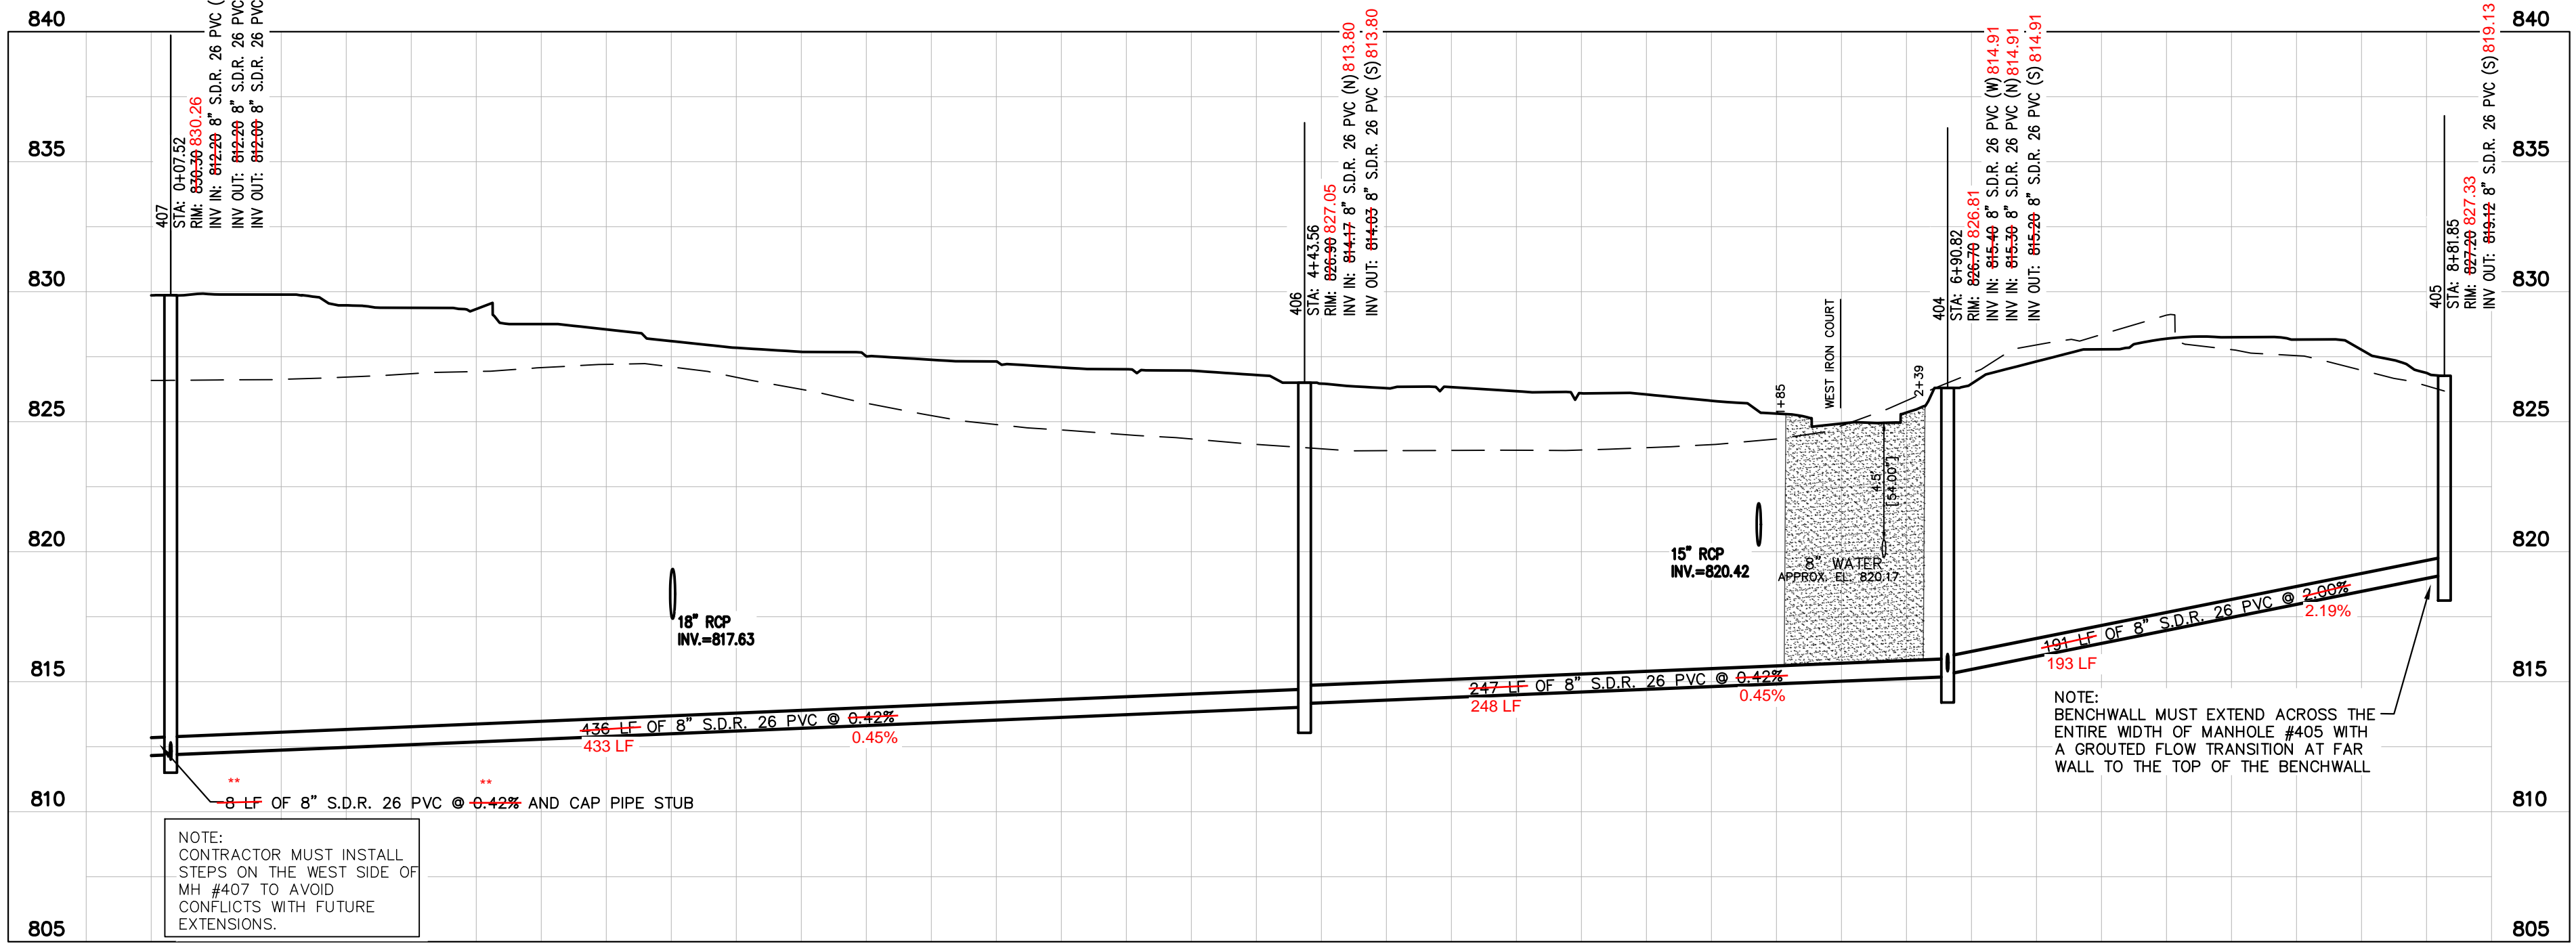 840
835
830
825
820
815
810
805
840
835
830
825
820
815
810
805
407
STA: 0+07.52
RIM: 830.30 830.26
INV IN: 812.20 8" S.D.R. 26 PVC (
INV OUT: 812.20 8" S.D.R. 26 PVC
INV OUT: 812.00 8" S.D.R. 26 PVC
406
STA: 4+43.56
RIM: 826.90 827.05
INV IN: 814.17 8" S.D.R. 26 PVC (N) 813.80
INV OUT: 814.03 8" S.D.R. 26 PVC (S) 813.80
404
STA: 6+90.82
RIM: 826.70 826.81
INV IN: 815.40 8" S.D.R. 26 PVC (W) 814.91
INV IN: 815.30 8" S.D.R. 26 PVC (N) 814.91
INV OUT: 815.20 8" S.D.R. 26 PVC (S) 814.91
405
STA: 8+81.85
RIM: 827.20 827.33
INV OUT: 819.12 8" S.D.R. 26 PVC (S) 819.13
1+85
WEST IRON COURT
2+39
4.5'
[54.00"]
8" WATER
APPROX. EL. 820.17
15" RCP
INV.=820.42
18" RCP
INV.=817.63
436 LF OF 8" S.D.R. 26 PVC @ 0.42%
433 LF
0.45%
247 LF OF 8" S.D.R. 26 PVC @ 0.42%
248 LF
0.45%
191 LF OF 8" S.D.R. 26 PVC @ 2.00%
193 LF
2.19%
** **
8 LF OF 8" S.D.R. 26 PVC @ 0.42% AND CAP PIPE STUB
NOTE:
CONTRACTOR MUST INSTALL
STEPS ON THE WEST SIDE OF
MH #407 TO AVOID
CONFLICTS WITH FUTURE
EXTENSIONS.
NOTE:
BENCHWALL MUST EXTEND ACROSS THE
ENTIRE WIDTH OF MANHOLE #405 WITH
A GROUTED FLOW TRANSITION AT FAR
WALL TO THE TOP OF THE BENCHWALL